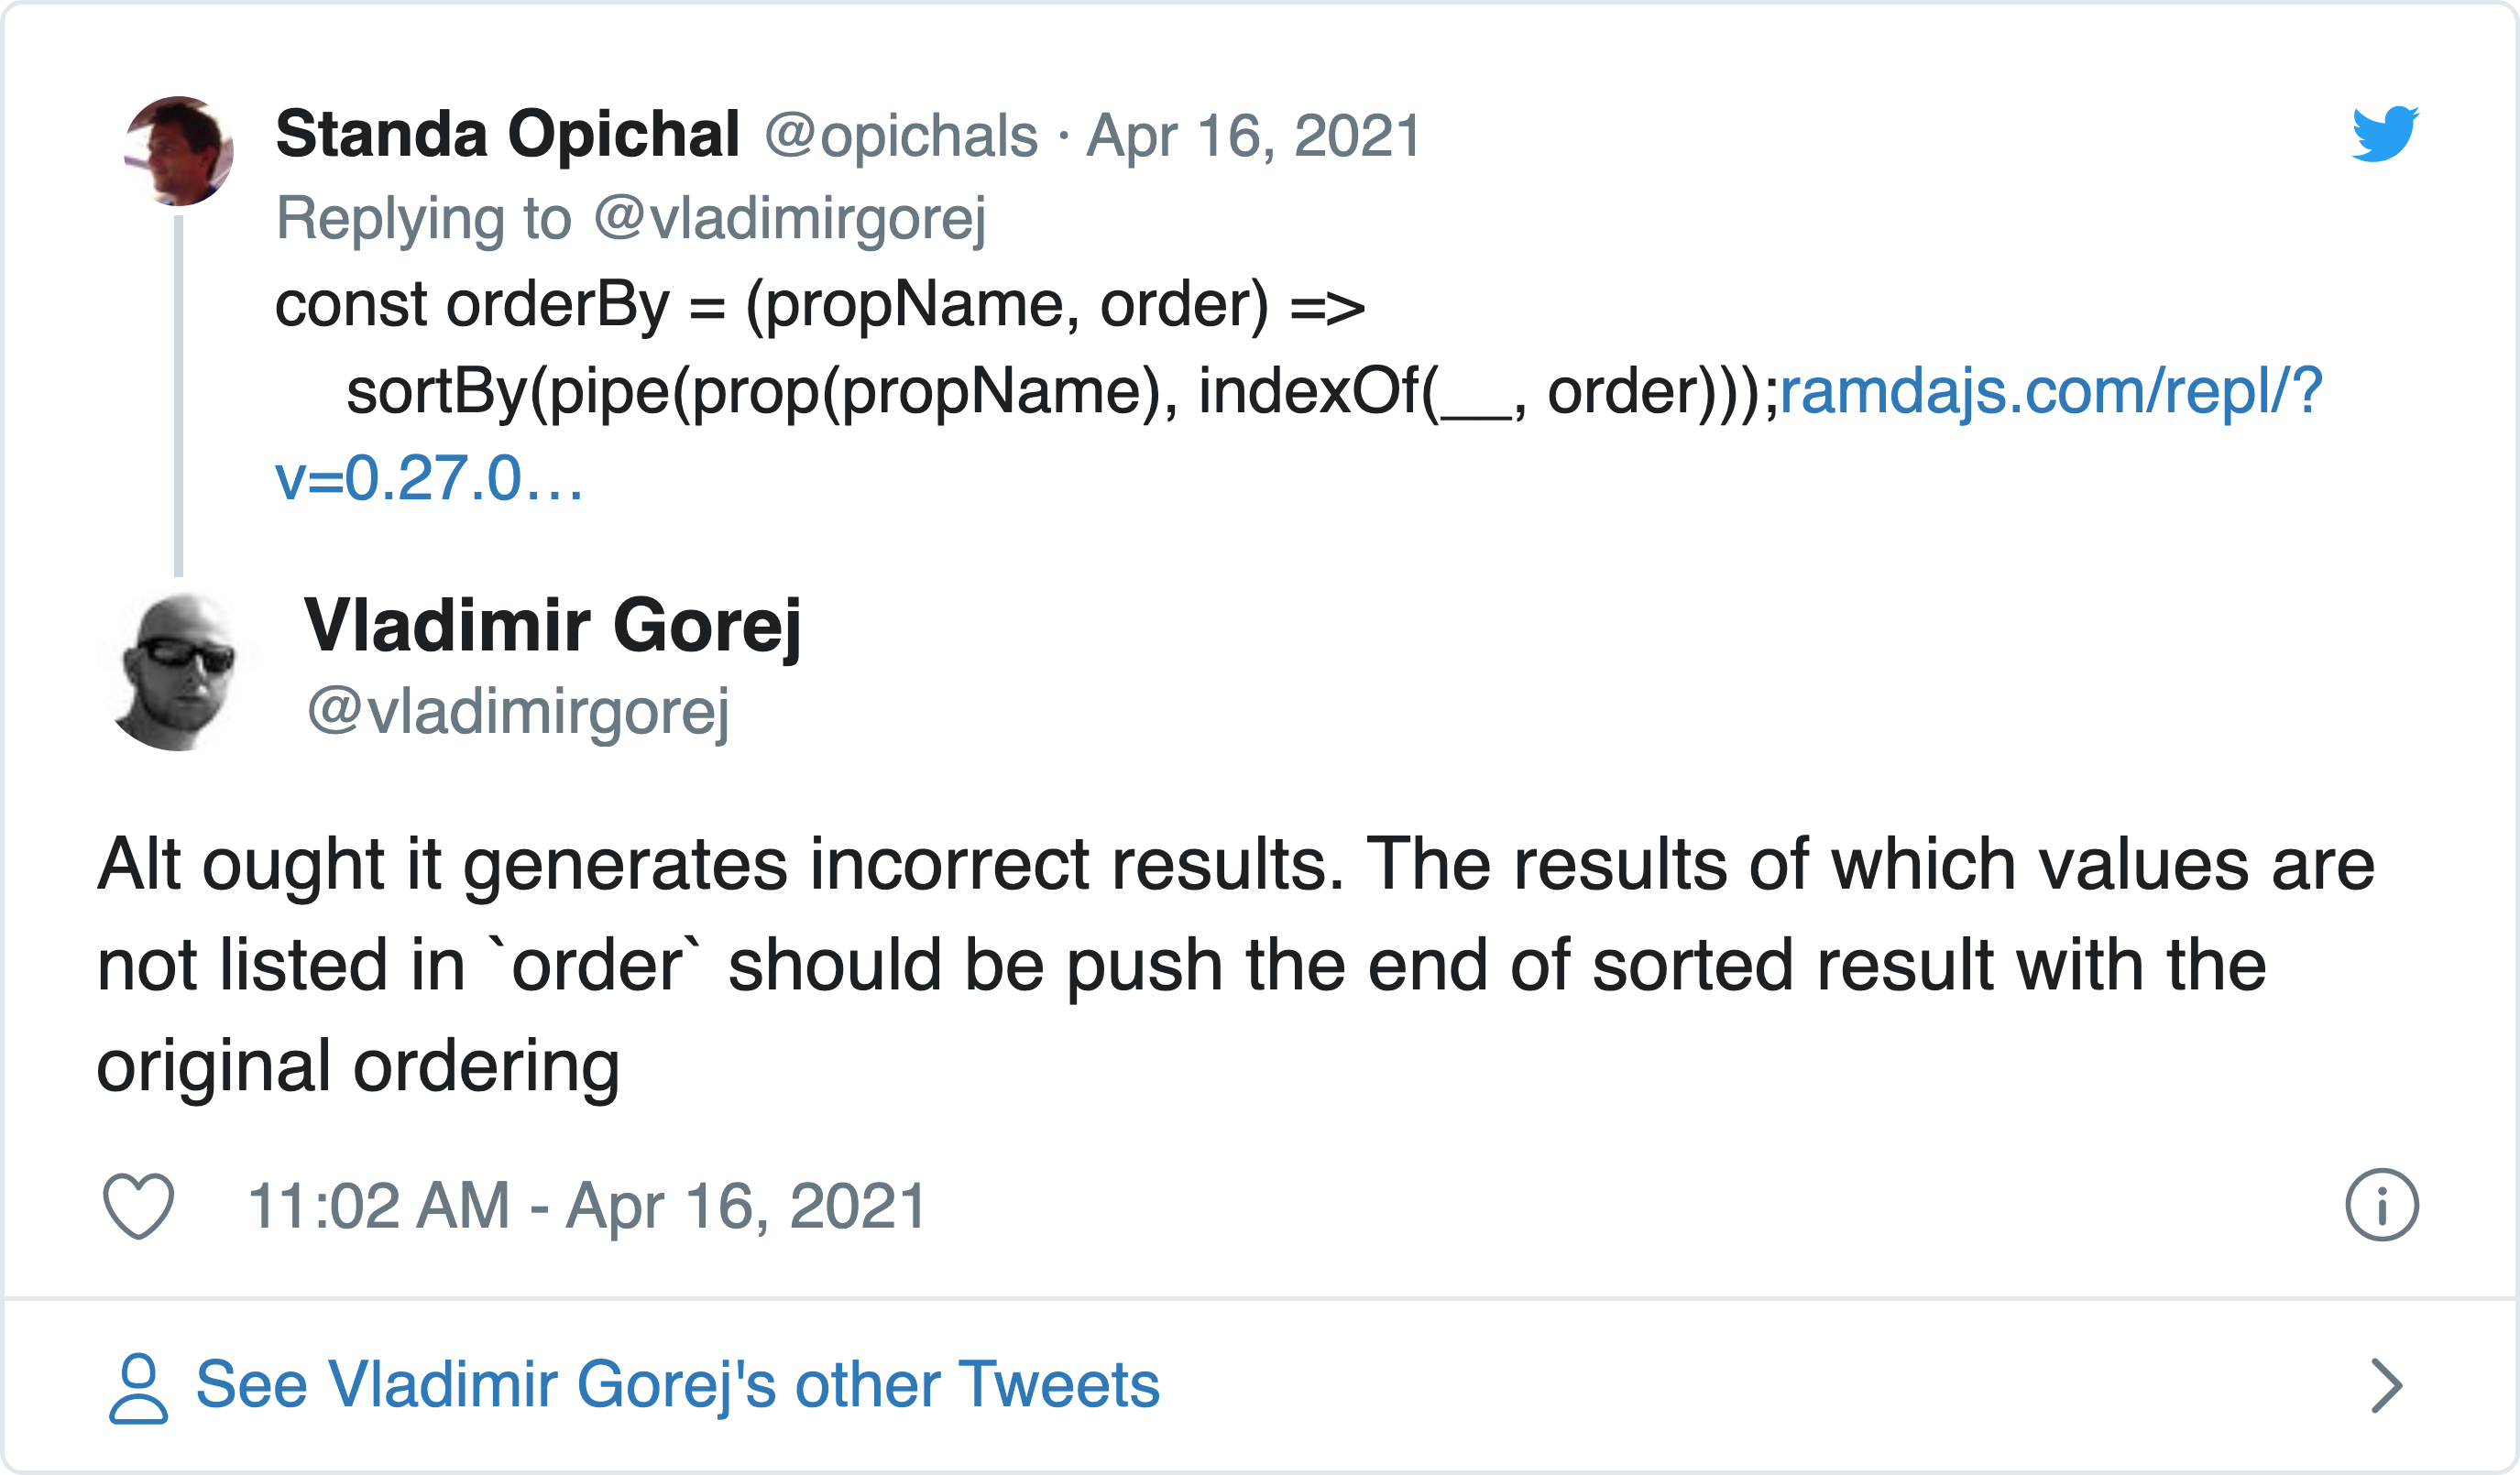 Standa Opichal @opichals · Apr 16, 2021
Replying to @vladimirgorej
const orderBy = (propName, order) =>
sortBy(pipe(prop(propName), indexOf(__, order)));ramdajs.com/repl/?
v=0.27.0…
Vladimir Gorej
@vladimirgorej
Alt ought it generates incorrect results. The results of which values are
not listed in `order` should be push the end of sorted result with the
original ordering
11:02 AM - Apr 16, 2021
See Vladimir Gorej's other Tweets